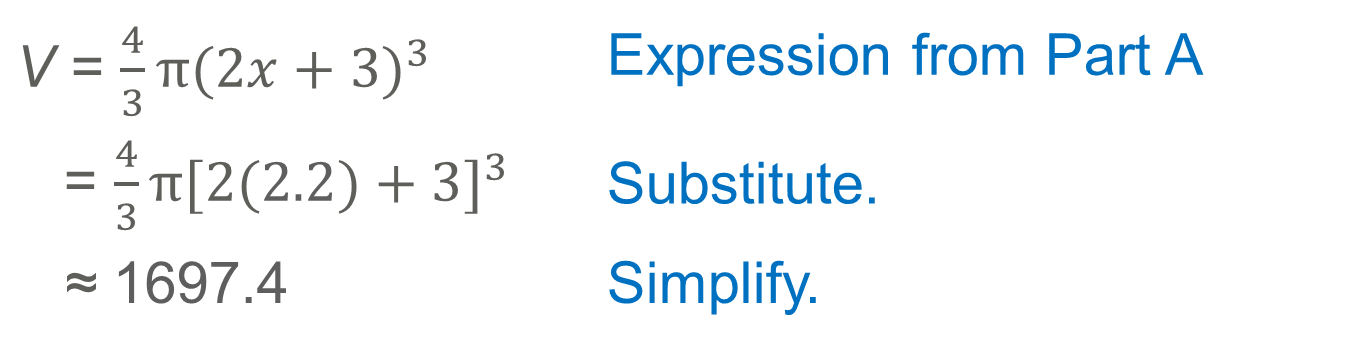 V = 4/3 π(2x + 3)³ Expression from Part A
= 4/3 π[2(2.2) + 3]³ Substitute.
≈ 1697.4 Simplify.